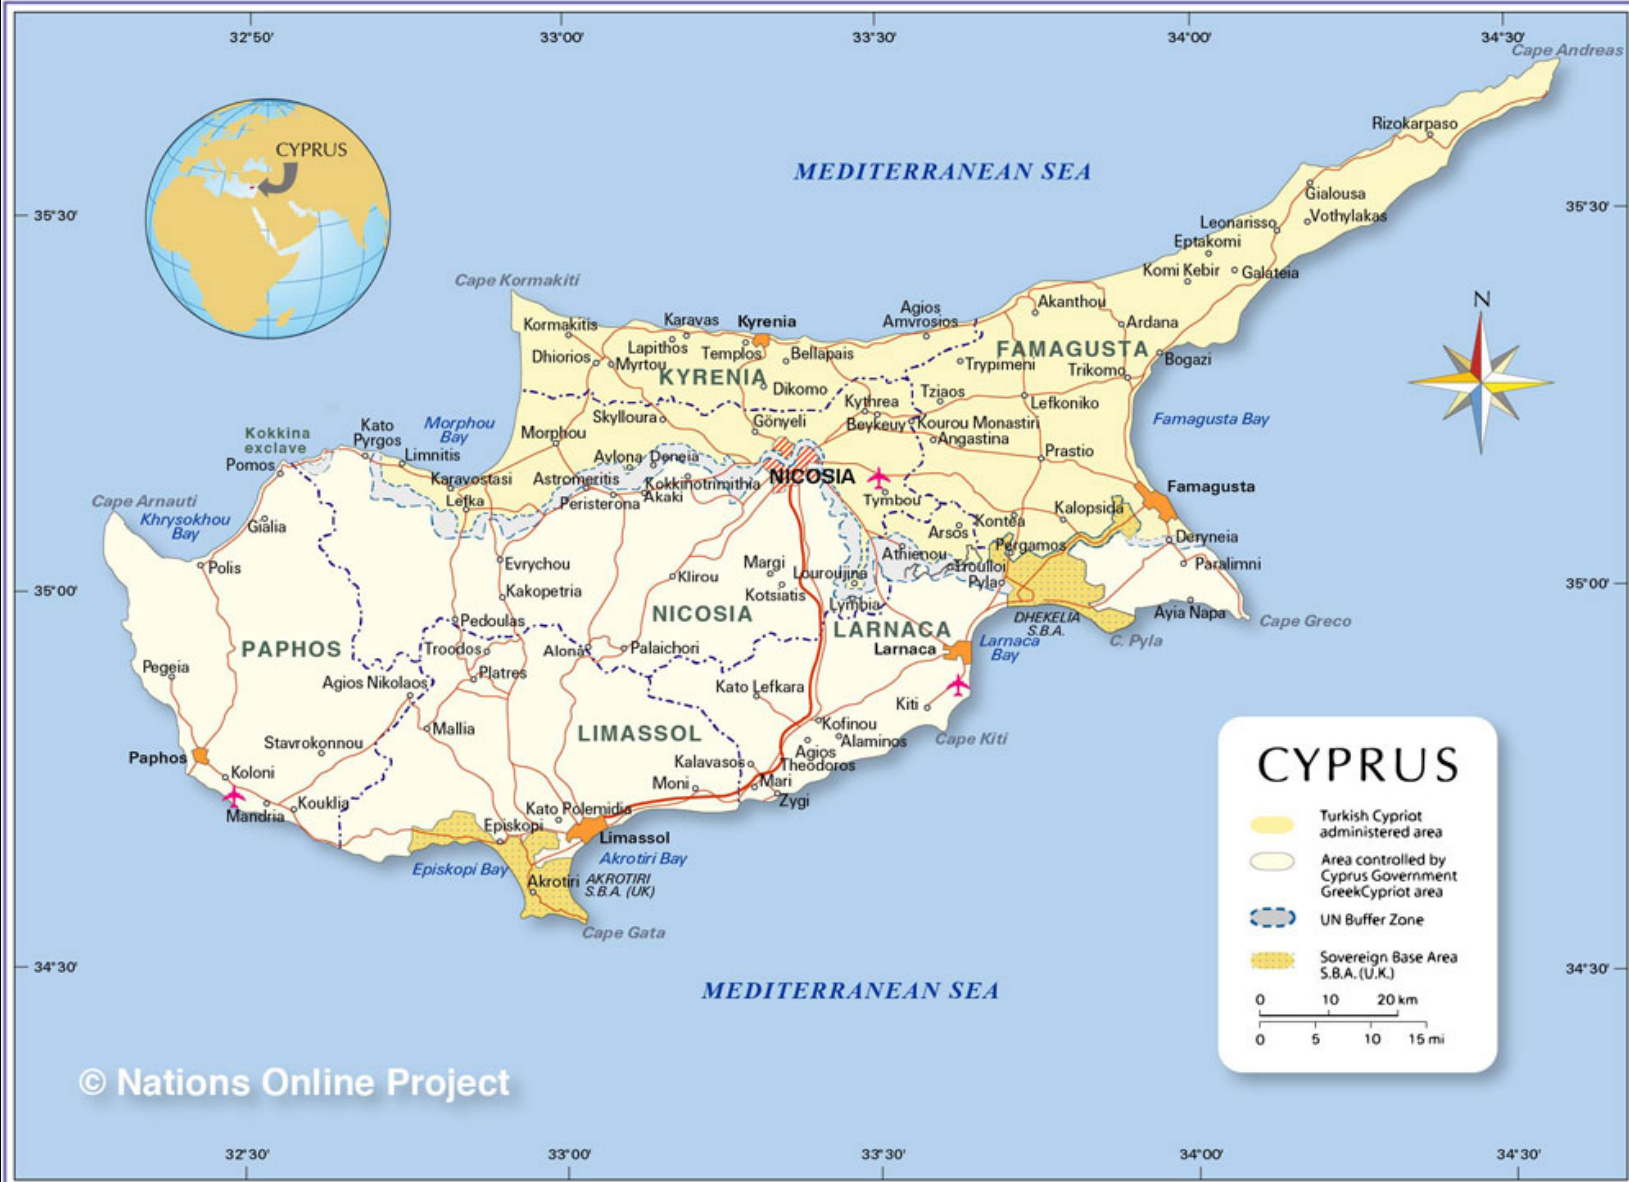 32°50'
33°00'
33°30'
34°00'
34°30'
Cape Andreas
Rizokarpaso
CYPRUS
MEDITERRANEAN SEA
Gialousa
35°30'
35°30'
Vothylakas
Leonarisso
Eptakomi
Komi Kebir
Galateia
Cape Kormakiti
N
Akanthou
Agios
Amvrosios
Karavas
Kyrenia
Kormakitis
Ardana
Lapithos
Templos
Bellapais
FAMAGUSTA
Dhiorios
Myrtou
Trypimeni
Bogazi
KYRENIA
Trikomo
Dikomo
Tziaos
Kythrea
Lefkoniko
Skylloura
Gönyeli
Beykeuy
Kourou Monastiri
Famagusta Bay
Morphou
Bay
Kato
Pyrgos
Kokkina
exclave
Morphou
Angastina
Limnitis
Prastio
Pomos
Avlona
Deneia
Karavostasi
Astromeritis
Kokkinotrimithia
NICOSIA
Famagusta
Lefka
Peristerona
Akaki
Tymbou
Cape Arnauti
Khrysokhou
Bay
Gialia
Kontea
Kalopsida
Arsos
Deryneia
Pergamos
Athienou
Polis
Evrychou
Margi
Louroujina
Troulloi
Paralimni
Klirou
Pyla
35°00'
35°00'
Kakopetria
Kotsiatis
Lymbia
Ayia Napa
NICOSIA
DHEKELIA
S.B.A.
Cape Greco
Pedoulas
LARNACA
Larnaca
Larnaca
Bay
C. Pyla
PAPHOS
Troodos
Alona
Palaichori
Pegeia
Platres
Agios Nikolaos
Kato Lefkara
Kiti
Mallia
LIMASSOL
Kofinou
Alaminos
Cape Kiti
Stavrokonnou
Agios
Theodoros
Paphos
Kalavasos
Koloni
Moni
Mari
Zygi
Kouklia
Mandria
Kato Polemidia
Episkopi
Limassol
Akrotiri Bay
Episkopi Bay
Akrotiri
AKROTIRI
S.B.A. (UK)
Cape Gata
CYPRUS
Turkish Cypriot
administered area
Area controlled by
Cyprus Government
GreekCypriot area
UN Buffer Zone
Sovereign Base Area
S.B.A.(U.K.)
0 10 20 km
0 5 10 15 mi
34°30'
34°30'
MEDITERRANEAN SEA
© Nations Online Project
32°30'
33°00'
33°30'
34°00'
34°30'